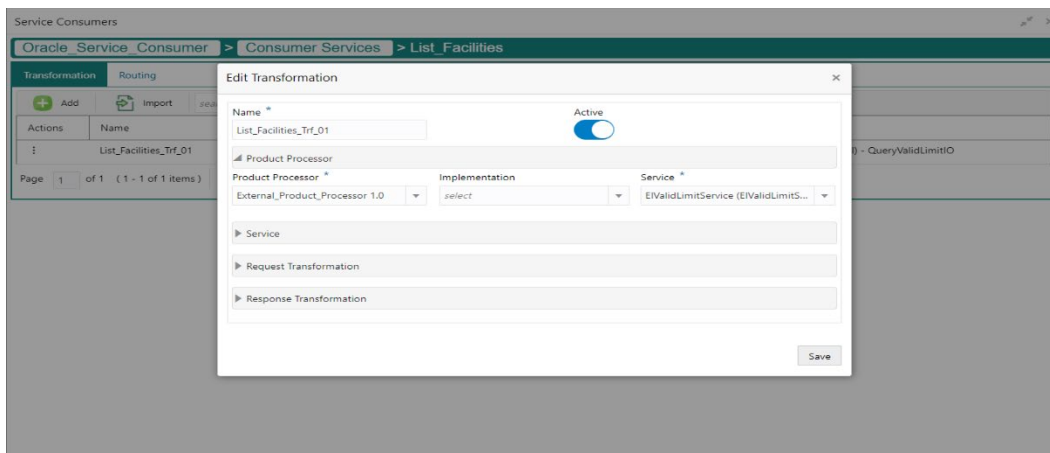 Service Consumers
Oracle_Service_Consumer > Consumer Services > List_Facilities
Transformation Routing
Edit Transformation
Add Import
Name * Active
List_Facilities_Trf_01
Actions Name
List_Facilities_Trf_01 - QueryValidLimitIO
Product Processor
Page 1 of 1 (1 - 1 of 1 items)
Product Processor * Implementation Service *
External_Product_Processor 1.0 select ElValidLimitService (ElValidLimitS...
Service
Request Transformation
Response Transformation
Save